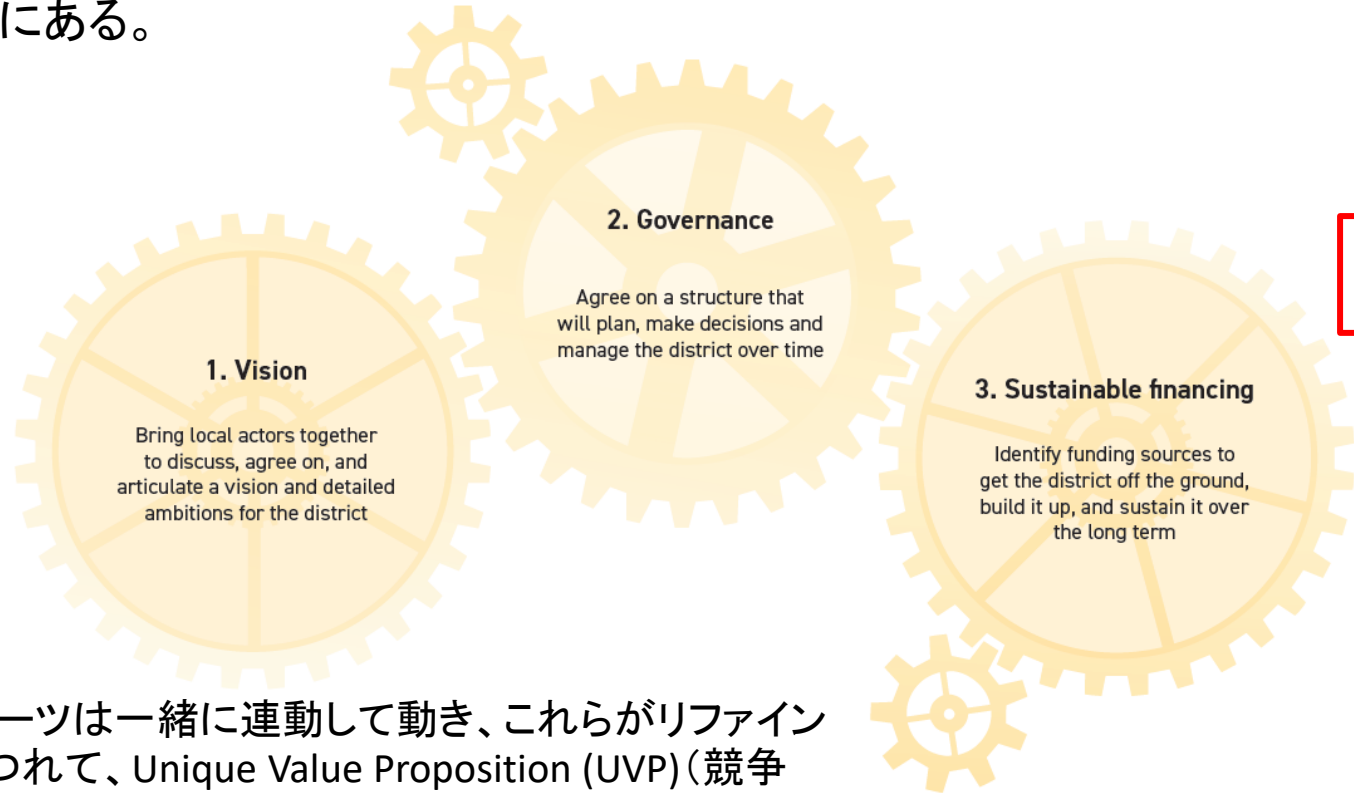 にある。
2. Governance
Agree on a structure that
will plan, make decisions and
manage the district over time
1. Vision
Bring local actors together
to discuss, agree on, and
articulate a vision and detailed
ambitions for the district
3. Sustainable financing
Identify funding sources to
get the district off the ground,
build it up, and sustain it over
the long term
ーツは一緒に連動して動き、これらがリファイン
つれて、Unique Value Proposition (UVP)（競争